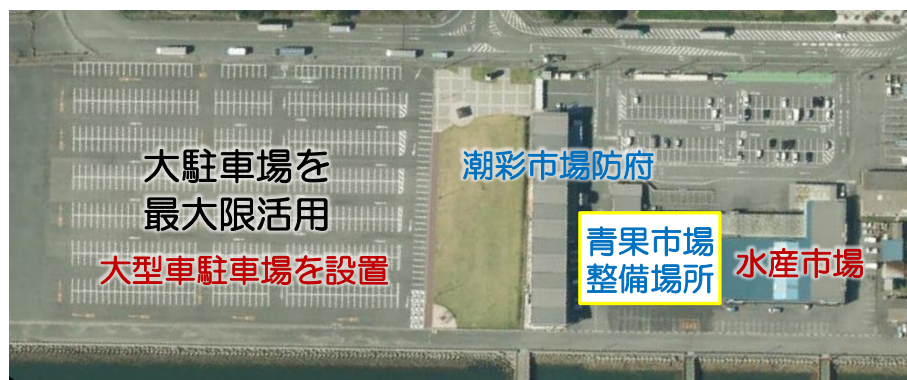 大駐車場を
最大限活用
大型車駐車場を設置
潮彩市場防府
青果市場
整備場所
水産市場